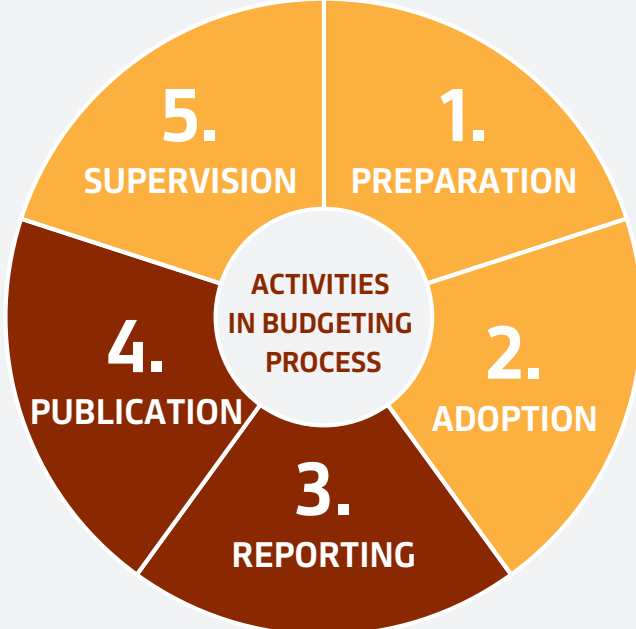 ACTIVITIES
IN BUDGETING
PROCESS
1.
PREPARATION
2.
ADOPTION
3.
REPORTING
4.
PUBLICATION
5.
SUPERVISION